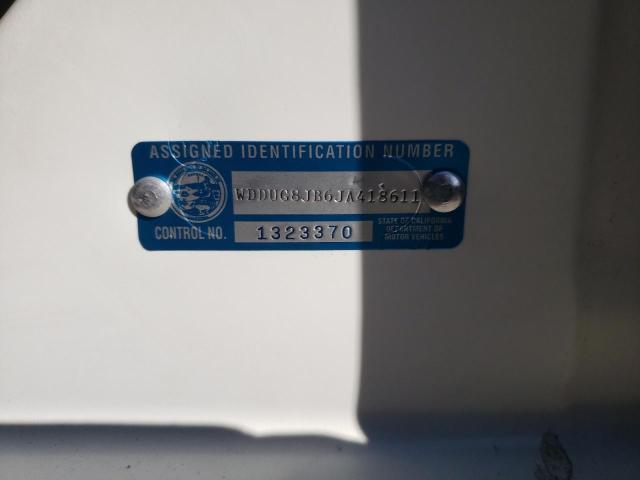 ASSIGNED IDENTIFICATION NUMBER
WDDUG8JB6JA418611
CONTROL NO. 1323370
STATE OF CALIFORNIA
DEPARTMENT OF
MOTOR VEHICLES